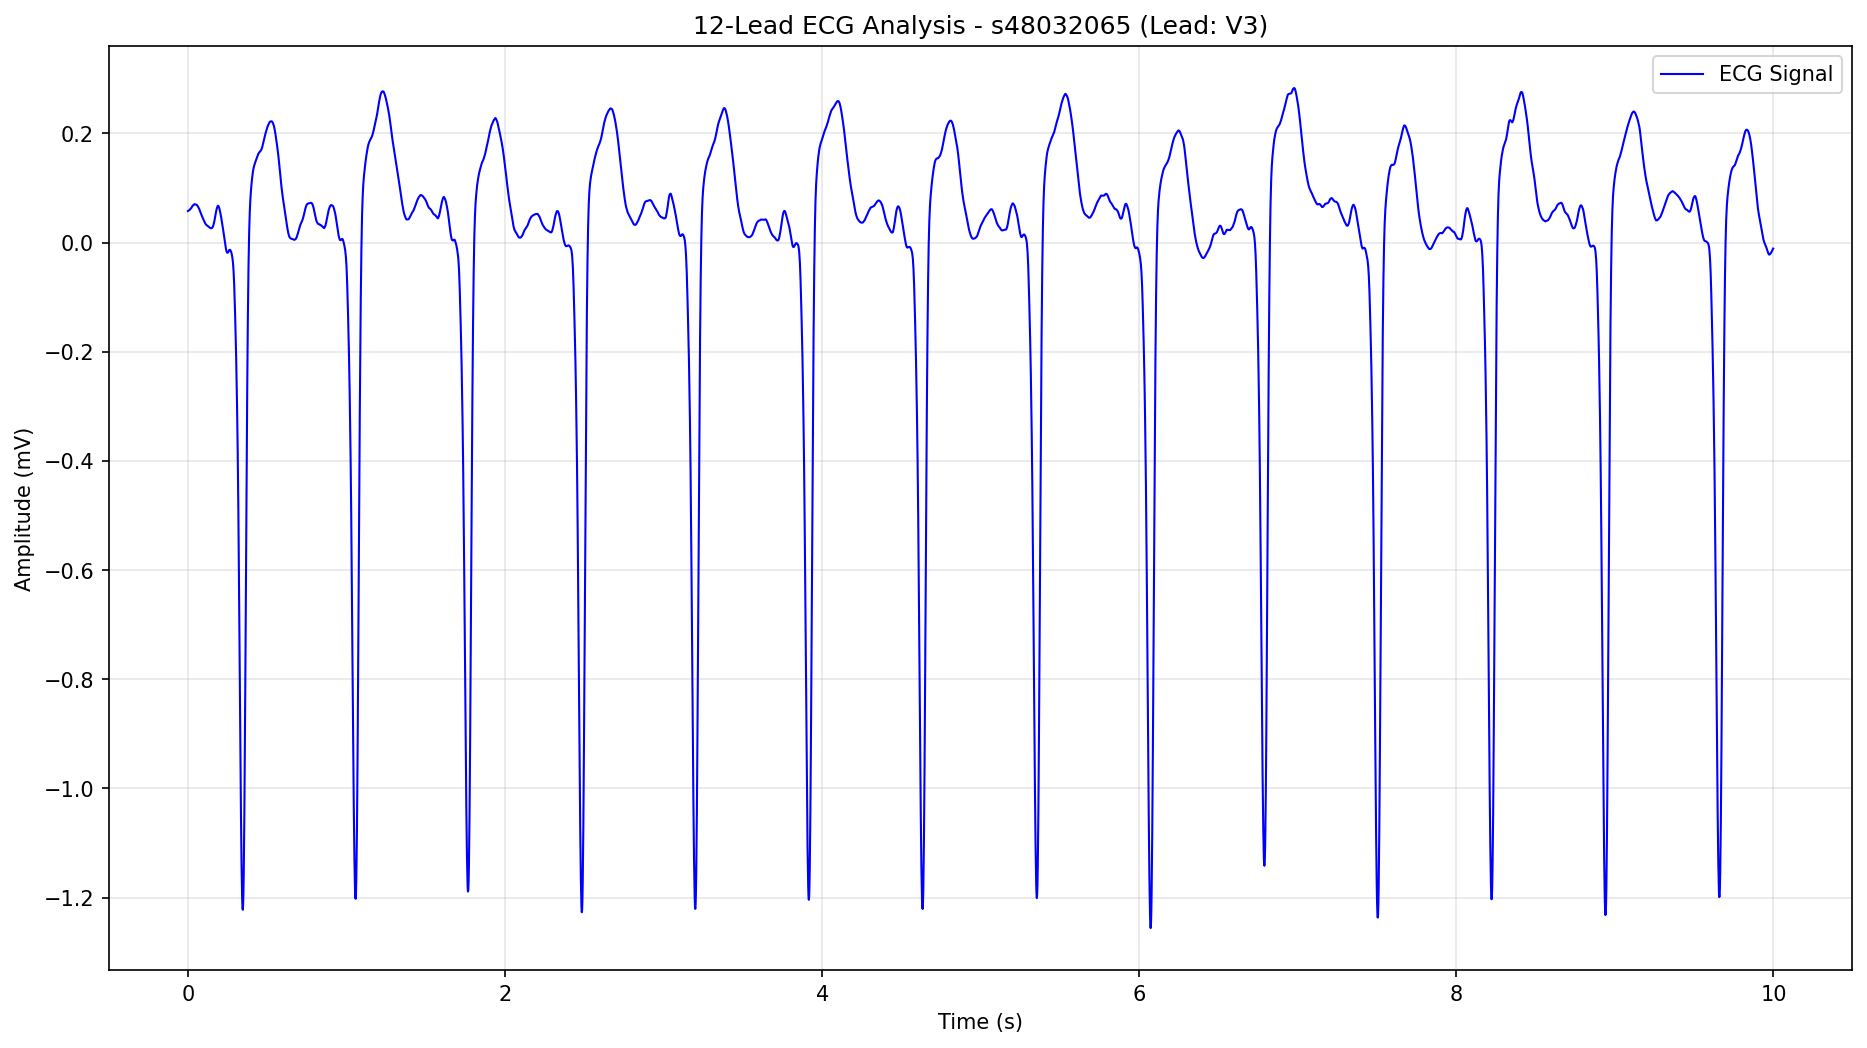 12-Lead ECG Analysis - s48032065 (Lead: V3)
ECG Signal
0.2
0.0
−0.2
−0.4
−0.6
−0.8
−1.0
−1.2
Amplitude (mV)
0 2 4 6 8 10
Time (s)